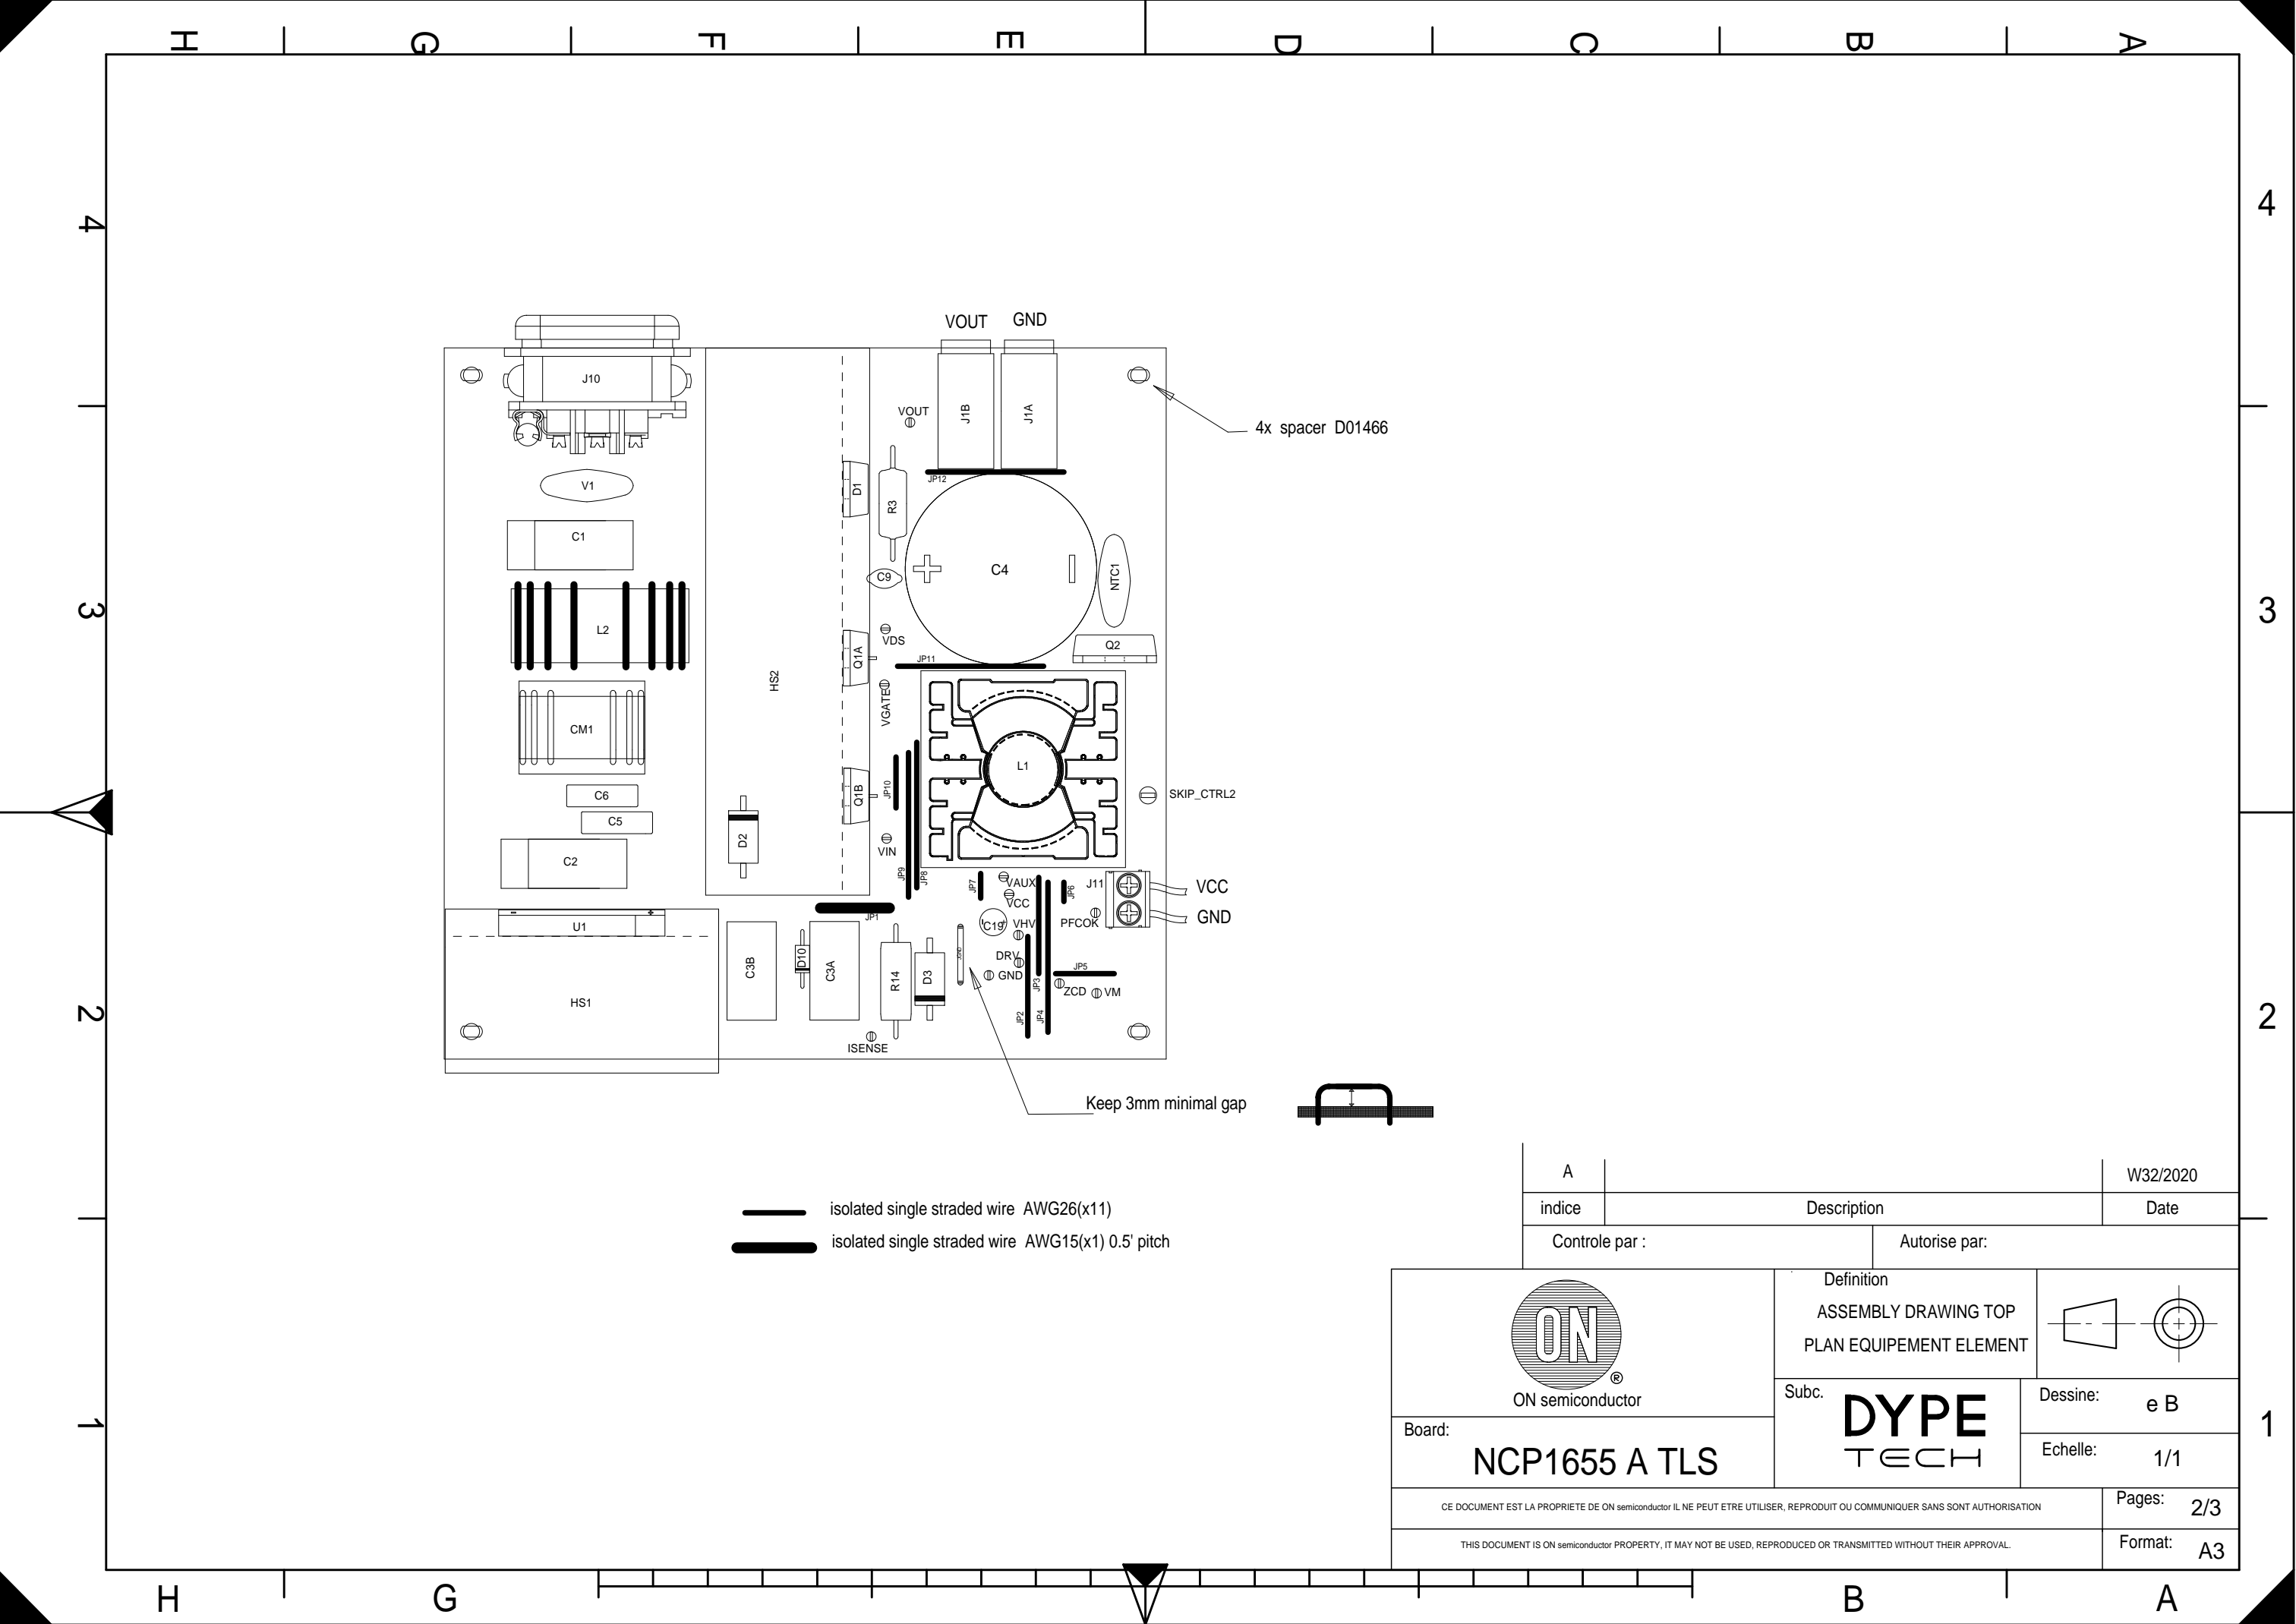 H G F E D C B A
4
4
3
3
2
2
1
1
VOUT GND
J10
J1B
J1A
VOUT
4x spacer D01466
JP12
V1
D1
R3
C1
C9
C4
NTC1
L2
VDS
Q2
Q1A
JP11
HS2
VGATE
CM1
L1
JP10
Q1B
C6
SKIP_CTRL2
C5
D2
VIN
C2
JP9
JP8
JP7
VAUX
JP6
J11
VCC
VCC
GND
JP1
C19
VHV
PFCOK
- +
U1
C3B
D10
C3A
R14
D3
DRV
GND
JP3
JP5
ZCD
VM
HS1
JP2
JP4
ISENSE
Keep 3mm minimal gap
isolated single straded wire AWG26(x11)
isolated single straded wire AWG15(x1) 0.5' pitch
A W32/2020
indice Description Date
Controle par : Autorise par:
ON
®
ON semiconductor
Definition
ASSEMBLY DRAWING TOP
PLAN EQUIPEMENT ELEMENT
Subc.
DYPE
TECH
Dessine: e B
Echelle: 1/1
Board:
NCP1655 A TLS
CE DOCUMENT EST LA PROPRIETE DE ON semiconductor IL NE PEUT ETRE UTILISER, REPRODUIT OU COMMUNIQUER SANS SONT AUTHORISATION
Pages: 2/3
THIS DOCUMENT IS ON semiconductor PROPERTY, IT MAY NOT BE USED, REPRODUCED OR TRANSMITTED WITHOUT THEIR APPROVAL.
Format: A3
H G B A